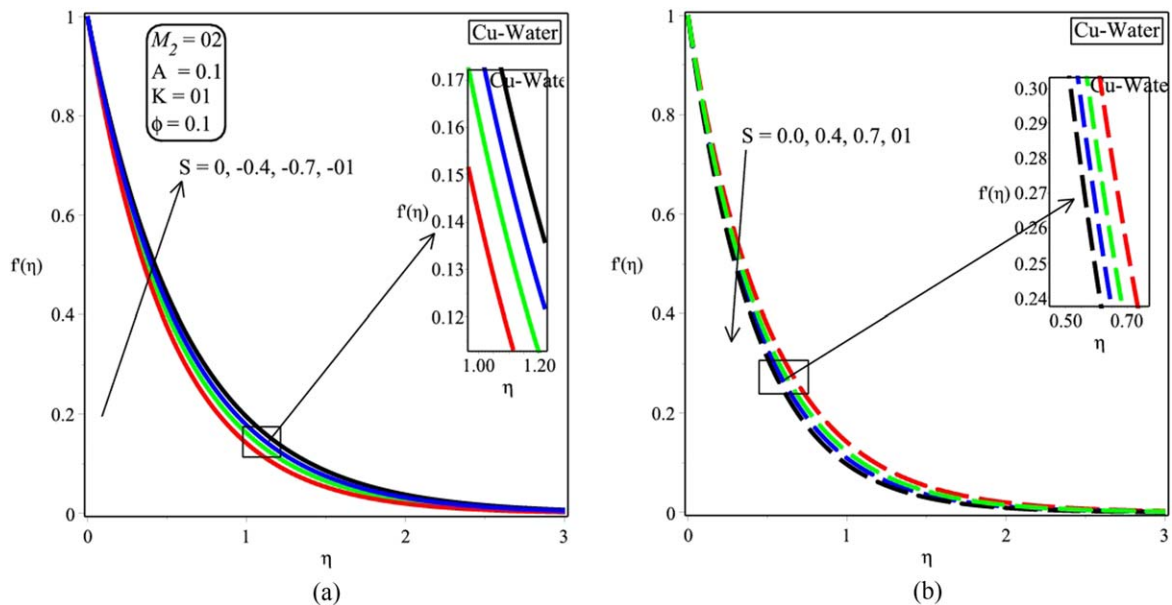 Cu-Water
M₂ = 02
A = 0.1
K = 01
ϕ = 0.1
S = 0, -0.4, -0.7, -01
f'(η)
1
0.8
0.6
0.4
0.2
0
0 1 2 3
η
Cu-Wate
0.17
0.16
0.15
0.14
0.13
0.12
f'(η)
1.00 1.20
η
(a)
Cu-Water
S = 0.0, 0.4, 0.7, 01
f'(η)
1
0.8
0.6
0.4
0.2
0
0 1 2 3
η
Cu-Wate
0.30
0.29
0.28
0.27
0.26
0.25
0.24
f'(η)
0.50 0.70
η
(b)